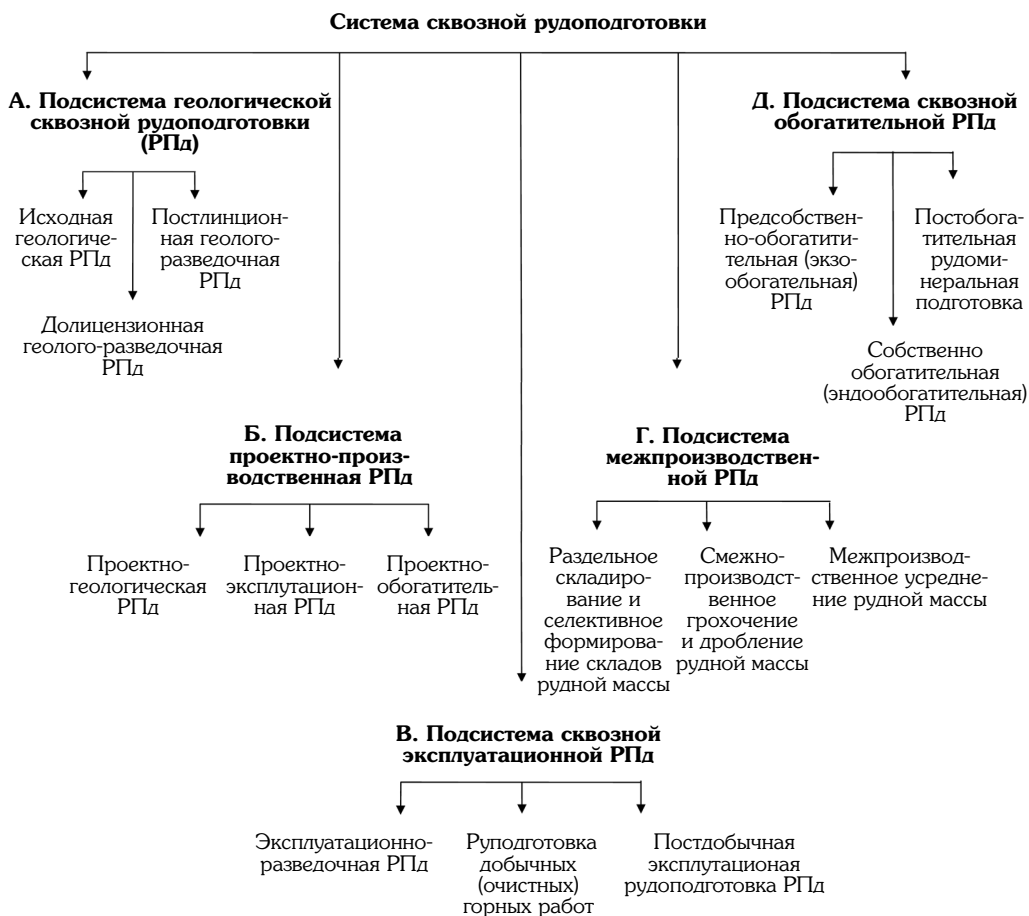 Система сквозной рудоподготовки
А. Подсистема геологической
сквозной рудоподготовки
(РПд)
Исходная
геологиче-
ская РПд
Постлинцион-
ная геолого-
разведочная
РПд
Долицензионная
геолого-разведочная
РПд
Д. Подсистема сквозной
обогатительной РПд
Предсобствен-
но-обогатити-
тельная (экзо-
обогательная)
РПд
Постобога-
тительная
рудоми-
неральная
подготовка
Собственно
обогатительная
(эндообогатительная)
РПд
Б. Подсистема
проектно-произ-
водственная РПд
Проектно-
геологическая
РПд
Проектно-
эксплутацион-
ная РПд
Проектно-
обогатитель-
ная РПд
Г. Подсистема
межпроизводствен-
ной РПд
Раздельное
складиро-
вание и
селективное
формирова-
ние складов
рудной массы
Смежно-
производст-
венное
грохочение
и дробление
рудной массы
Межпроизвод-
ственное усредне-
ние рудной массы
В. Подсистема сквозной
эксплуатационной РПд
Эксплуатационно-
разведочная РПд
Руподготовка
добычных
(очистных)
горных работ
Постдобычная
эксплутационая
рудоподготовка РПд